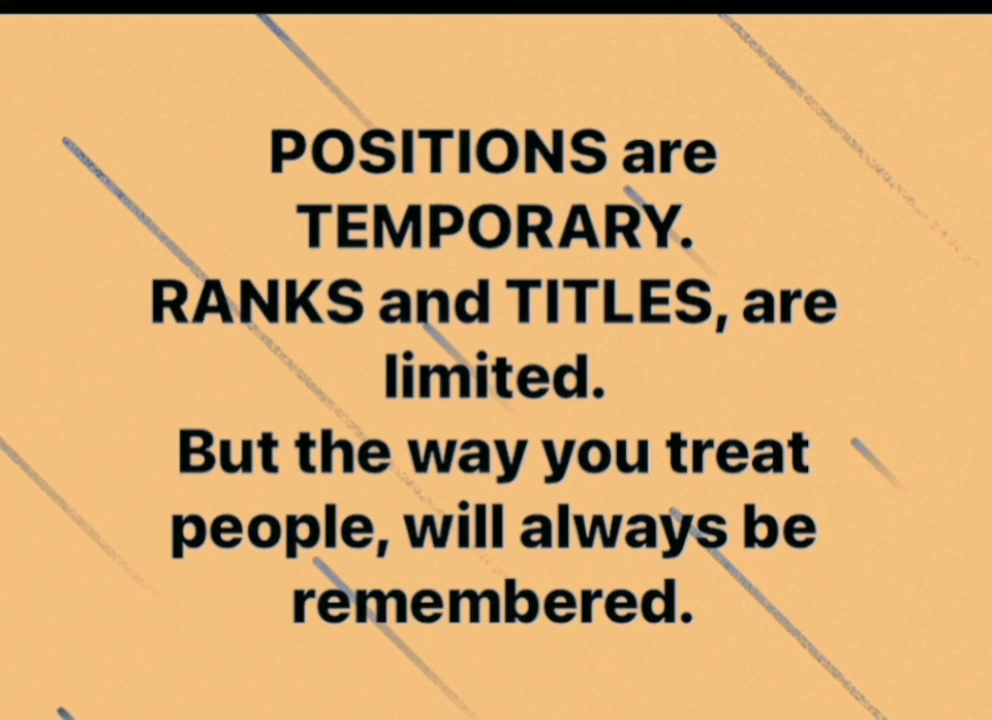 POSITIONS are
TEMPORARY.
RANKS and TITLES, are
limited.
But the way you treat
people, will always be
remembered.